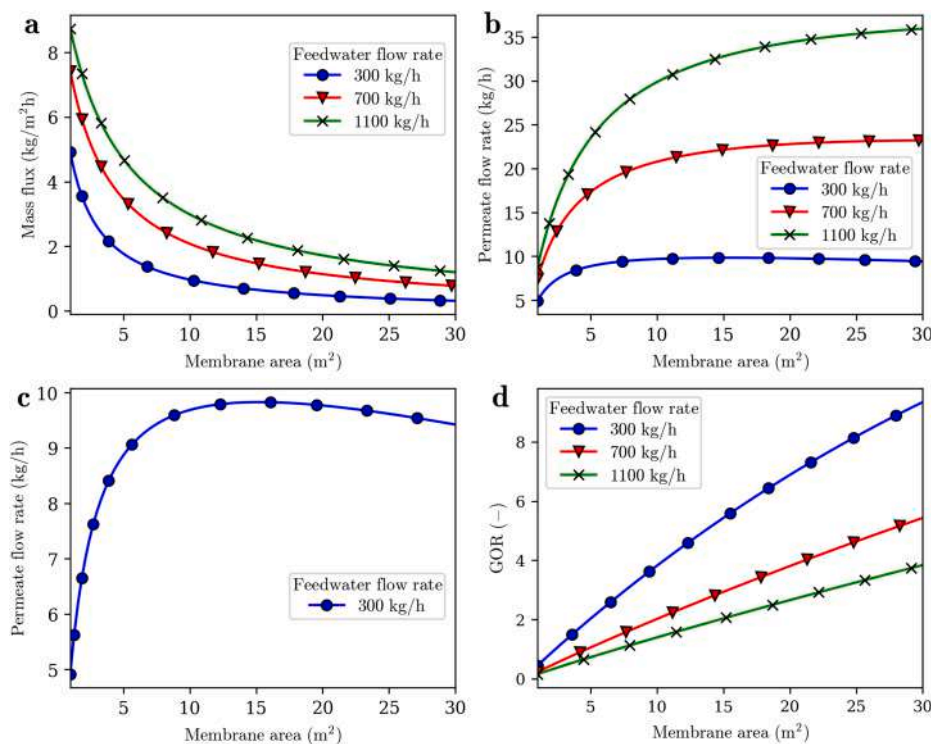 a
Mass flux (kg/m²h)
8
6
4
2
0
Feedwater flow rate
300 kg/h
700 kg/h
1100 kg/h
5 10 15 20 25 30
Membrane area (m²)
b
Permeate flow rate (kg/h)
35
30
25
20
15
10
5
Feedwater flow rate
300 kg/h
700 kg/h
1100 kg/h
5 10 15 20 25 30
Membrane area (m²)
c
Permeate flow rate (kg/h)
10
9
8
7
6
5
Feedwater flow rate
300 kg/h
5 10 15 20 25 30
Membrane area (m²)
d
GOR (−)
8
6
4
2
0
Feedwater flow rate
300 kg/h
700 kg/h
1100 kg/h
5 10 15 20 25 30
Membrane area (m²)